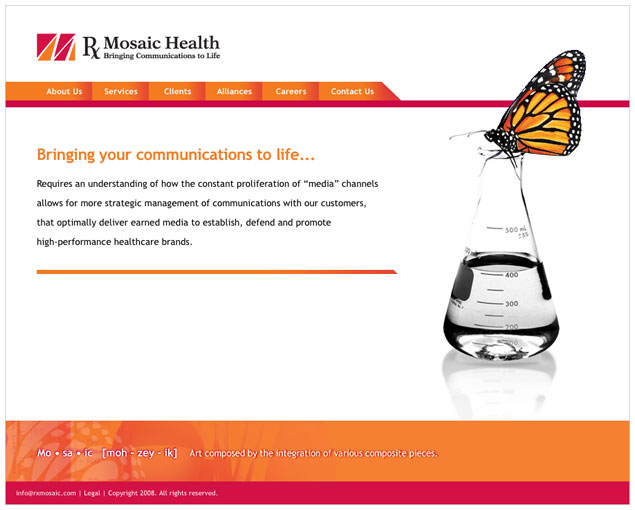 Rx Mosaic Health
Bringing Communications to Life
About Us Services Clients Alliances Careers Contact Us
Bringing your communications to life...
Requires an understanding of how the constant proliferation of “media” channels
allows for more strategic management of communications with our customers,
that optimally deliver earned media to establish, defend and promote
high-performance healthcare brands.
500 mL
400
300
200
Mo • sa • ic [moh - zey - ik] Art composed by the integration of various composite pieces.
info@rxmosaic.com | Legal | Copyright 2008. All rights reserved.